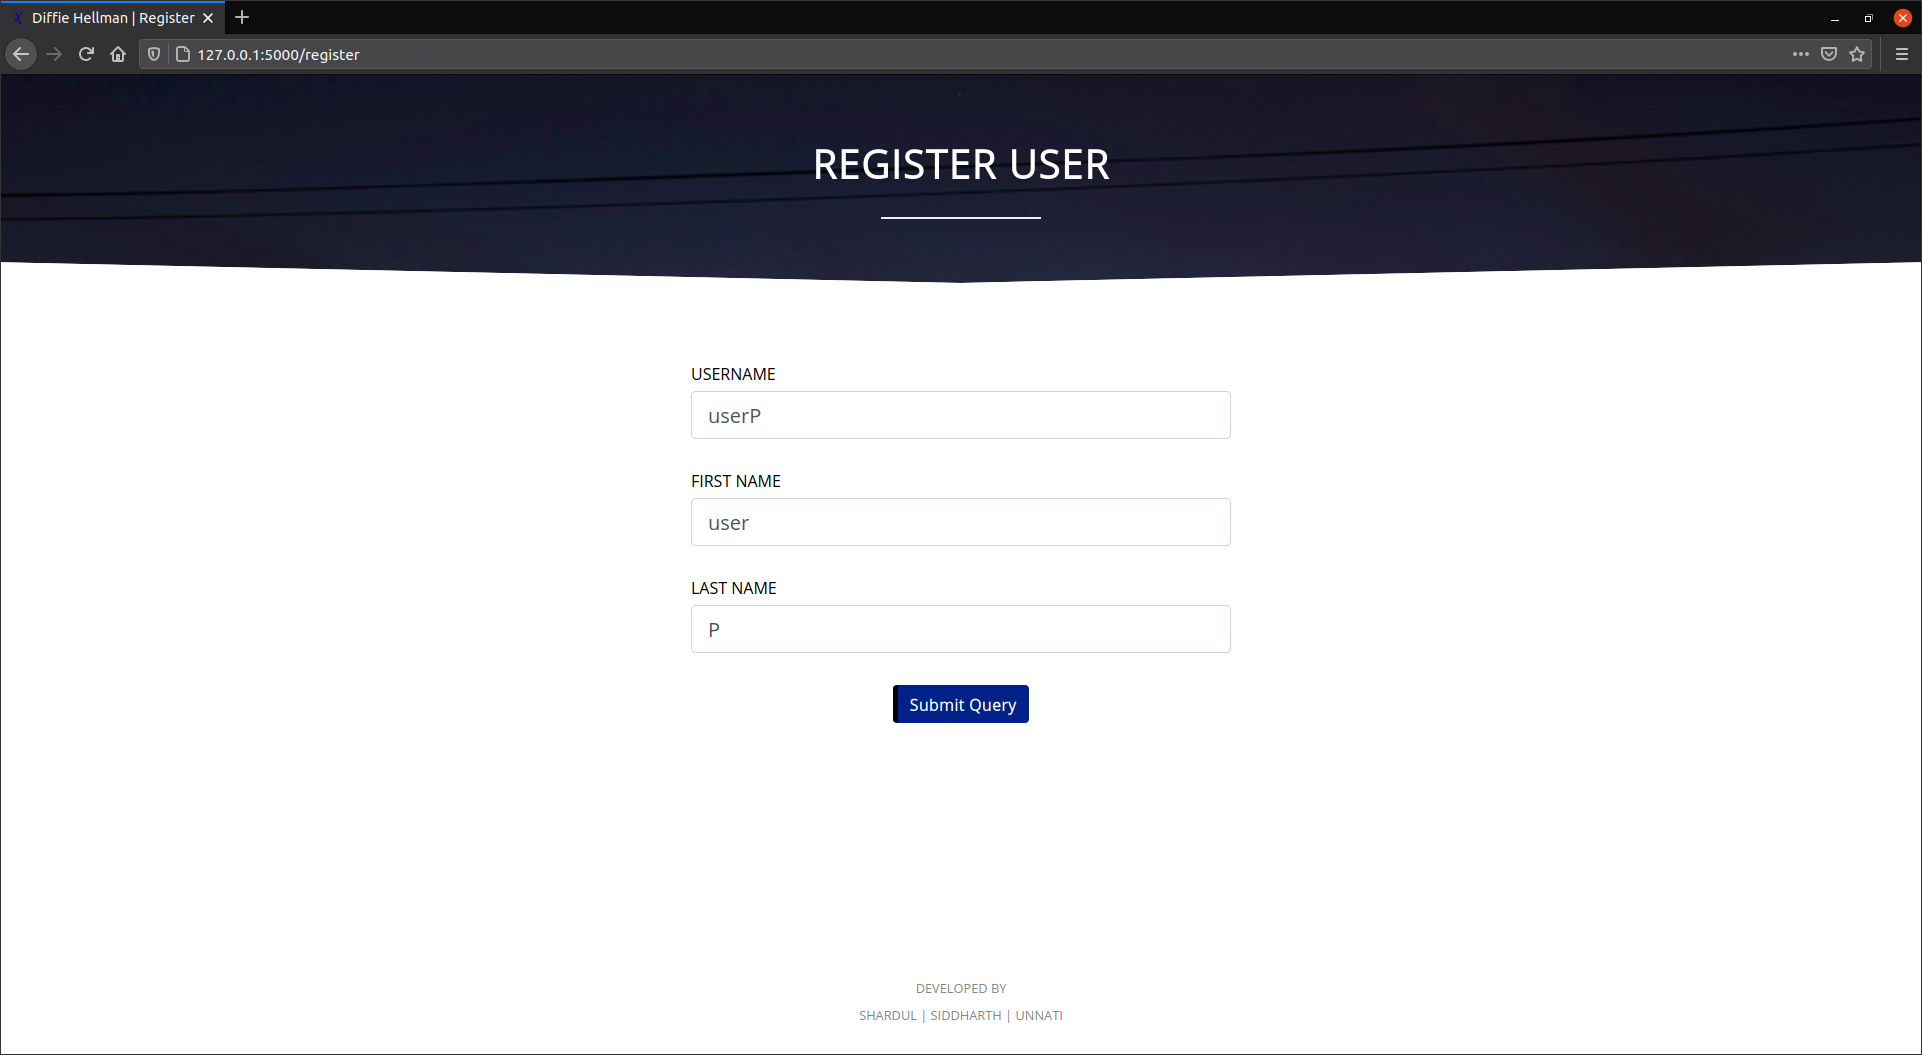 Diffie Hellman | Register
127.0.0.1:5000/register
REGISTER USER
USERNAME
userP
FIRST NAME
user
LAST NAME
P
Submit Query
DEVELOPED BY
SHARDUL | SIDDHARTH | UNNATI